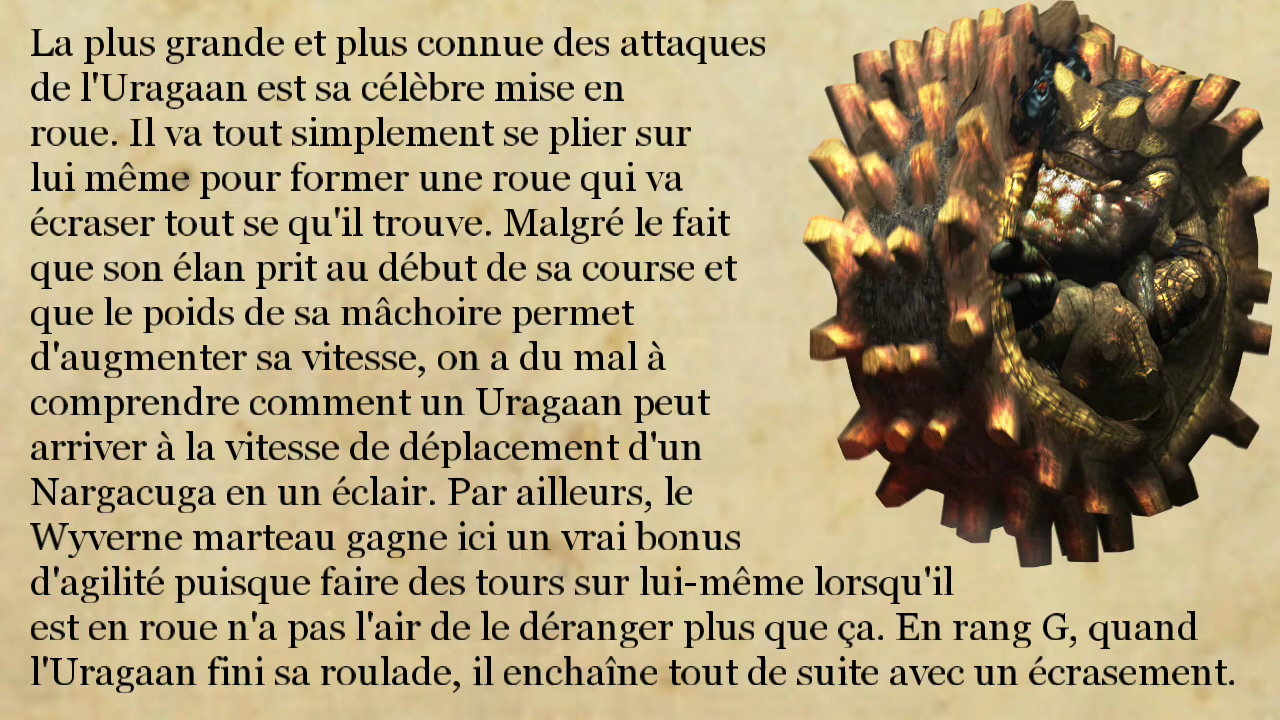 La plus grande et plus connue des attaques
de l'Uragaan est sa célèbre mise en
roue. Il va tout simplement se plier sur
lui même pour former une roue qui va
écraser tout se qu'il trouve. Malgré le fait
que son élan prit au début de sa course et
que le poids de sa mâchoire permet
d'augmenter sa vitesse, on a du mal à
comprendre comment un Uragaan peut
arriver à la vitesse de déplacement d'un
Nargacuga en un éclair. Par ailleurs, le
Wyverne marteau gagne ici un vrai bonus
d'agilité puisque faire des tours sur lui-même lorsqu'il
est en roue n'a pas l'air de le déranger plus que ça. En rang G, quand
l'Uragaan fini sa roulade, il enchaîne tout de suite avec un écrasement.